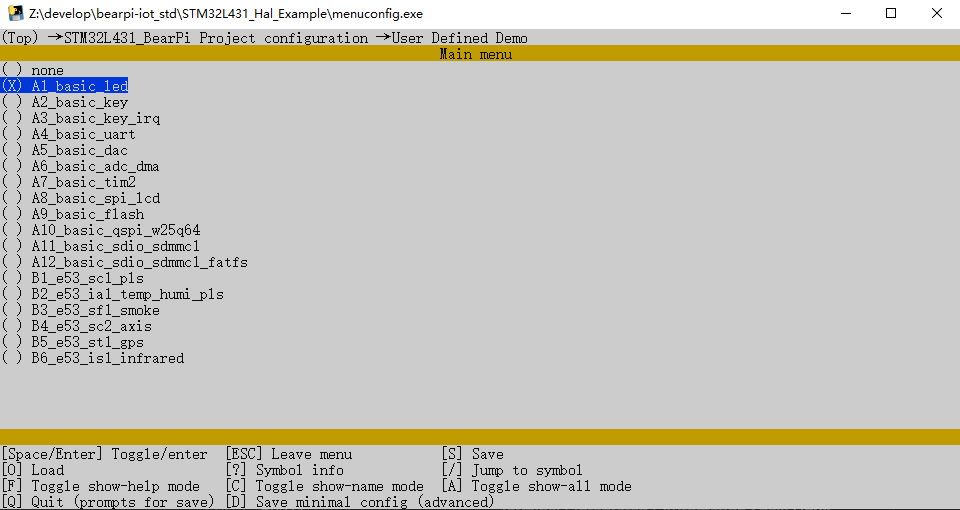 Z:\develop\bearpi-iot_std\STM32L431_Hal_Example\menuconfig.exe
(Top) →STM32L431_BearPi Project configuration →User Defined Demo
Main menu
( ) none
(X) A1_basic_led
( ) A2_basic_key
( ) A3_basic_key_irq
( ) A4_basic_uart
( ) A5_basic_dac
( ) A6_basic_adc_dma
( ) A7_basic_tim2
( ) A8_basic_spi_lcd
( ) A9_basic_flash
( ) A10_basic_qspi_w25q64
( ) A11_basic_sdio_sdmmc1
( ) A12_basic_sdio_sdmmc1_fatfs
( ) B1_e53_sc1_pls
( ) B2_e53_ia1_temp_humi_pls
( ) B3_e53_sf1_smoke
( ) B4_e53_sc2_axis
( ) B5_e53_st1_gps
( ) B6_e53_is1_infrared
[Space/Enter] Toggle/enter [ESC] Leave menu [S] Save
[O] Load [?] Symbol info [/] Jump to symbol
[F] Toggle show-help mode [C] Toggle show-name mode [A] Toggle show-all mode
[Q] Quit (prompts for save) [D] Save minimal config (advanced)